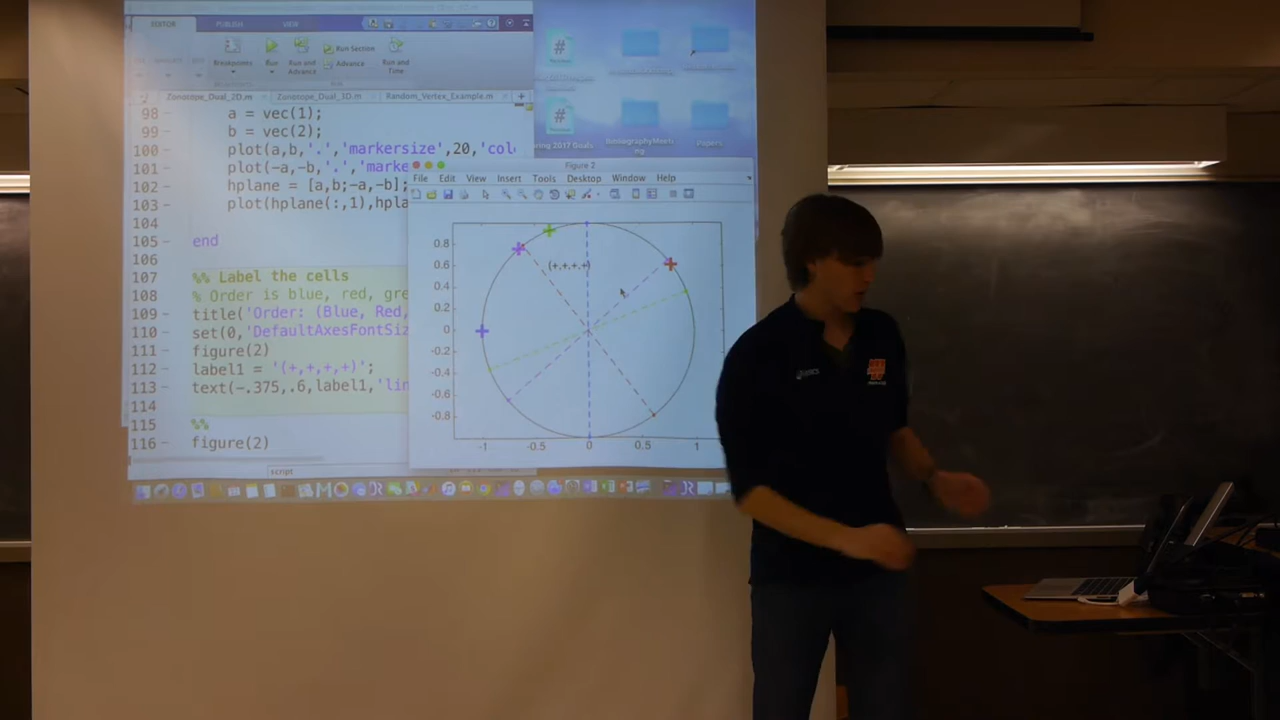 EDITOR PUBLISH VIEW
Breakpoints Run Run and Advance Run Section Advance Run and Time
Zonotope_Dual_2D.m Zonotope_Dual_3D.m Random_Vertex_Example.m +
98 - a = vec(1);
99 - b = vec(2);
100 - plot(a,b,'.','markersize',20,'col
101 - plot(-a,-b,'.','marke
102 - hplane = [a,b;-a,-b];
103 - plot(hplane(:,1),hpla
104
105 - end
106
107 %% Label the cells
108 % Order is blue, red, gre
109 - title('Order: (Blue, Red,
110 - set(0,'DefaultAxesFontSiz
111 - figure(2)
112 - label1 = '(+,+,+,+)';
113 - text(-.375,.6,label1,'lin
114
115 %%
116 - figure(2)
script
Figure 2
File Edit View Insert Tools Desktop Window Help
0.8
0.6
0.4
0.2
0
-0.2
-0.4
-0.6
-0.8
-1 -0.5 0 0.5 1
(+,+,+,+)
#
#
ring 2017 Goals
Papers